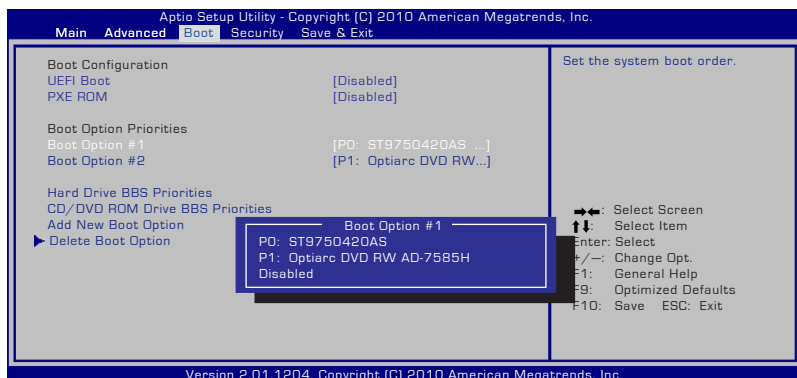 Aptio Setup Utility - Copyright (C) 2010 American Megatrends, Inc.
Main Advanced Boot Security Save & Exit
Boot Configuration
UEFI Boot [Disabled]
PXE ROM [Disabled]
Boot Option Priorities
Boot Option #1 [P0: ST9750420AS ...]
Boot Option #2 [P1: Optiarc DVD RW...]
Hard Drive BBS Priorities
CD/DVD ROM Drive BBS Priorities
Add New Boot Option
Delete Boot Option
Boot Option #1
P0: ST9750420AS
P1: Optiarc DVD RW AD-7585H
Disabled
Set the system boot order.
→←: Select Screen
↑↓: Select Item
Enter: Select
+/—: Change Opt.
F1: General Help
F9: Optimized Defaults
F10: Save ESC: Exit
Version 2.01.1204. Copyright (C) 2010 American Megatrends, Inc.